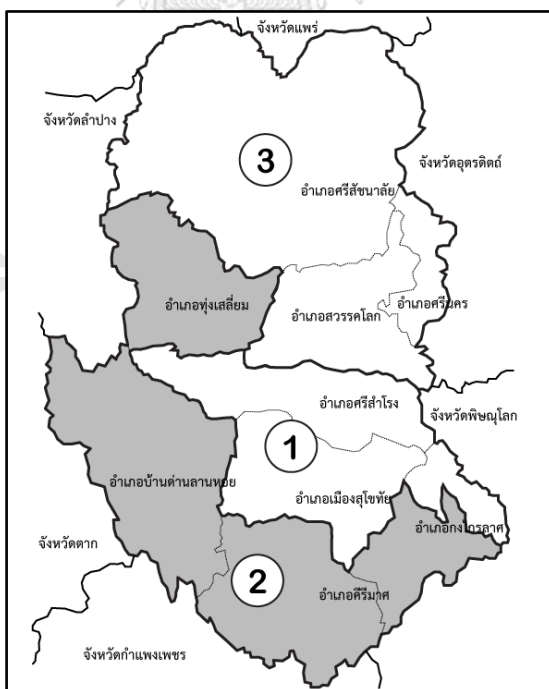 จังหวัดแพร่
จังหวัดลำปาง
3
จังหวัดอุตรดิตถ์
อำเภอศรีสัชนาลัย
อำเภอทุ่งเสลี่ยม
อำเภอสวรรคโลก
อำเภอศรีนคร
อำเภอศรีสำโรง
จังหวัดพิษณุโลก
1
อำเภอบ้านด่านลานหอย
อำเภอเมืองสุโขทัย
อำเภอกงไกรลาศ
จังหวัดตาก
2
อำเภอคีรีมาศ
จังหวัดกำแพงเพชร